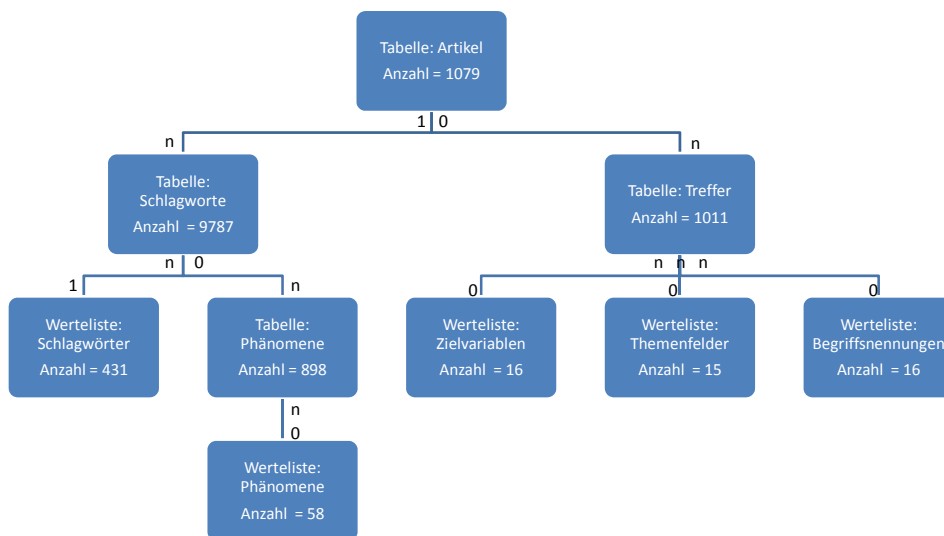 Tabelle: Artikel
Anzahl = 1079
1 0
n
n
Tabelle:
Schlagworte
Anzahl = 9787
Tabelle: Treffer
Anzahl = 1011
n 0
n n n
1
n
0
0
0
Werteliste:
Schlagwörter
Anzahl = 431
Tabelle:
Phänomene
Anzahl = 898
Werteliste:
Zielvariablen
Anzahl = 16
Werteliste:
Themenfelder
Anzahl = 15
Werteliste:
Begriffsnennungen
Anzahl = 16
n
0
Werteliste:
Phänomene
Anzahl = 58